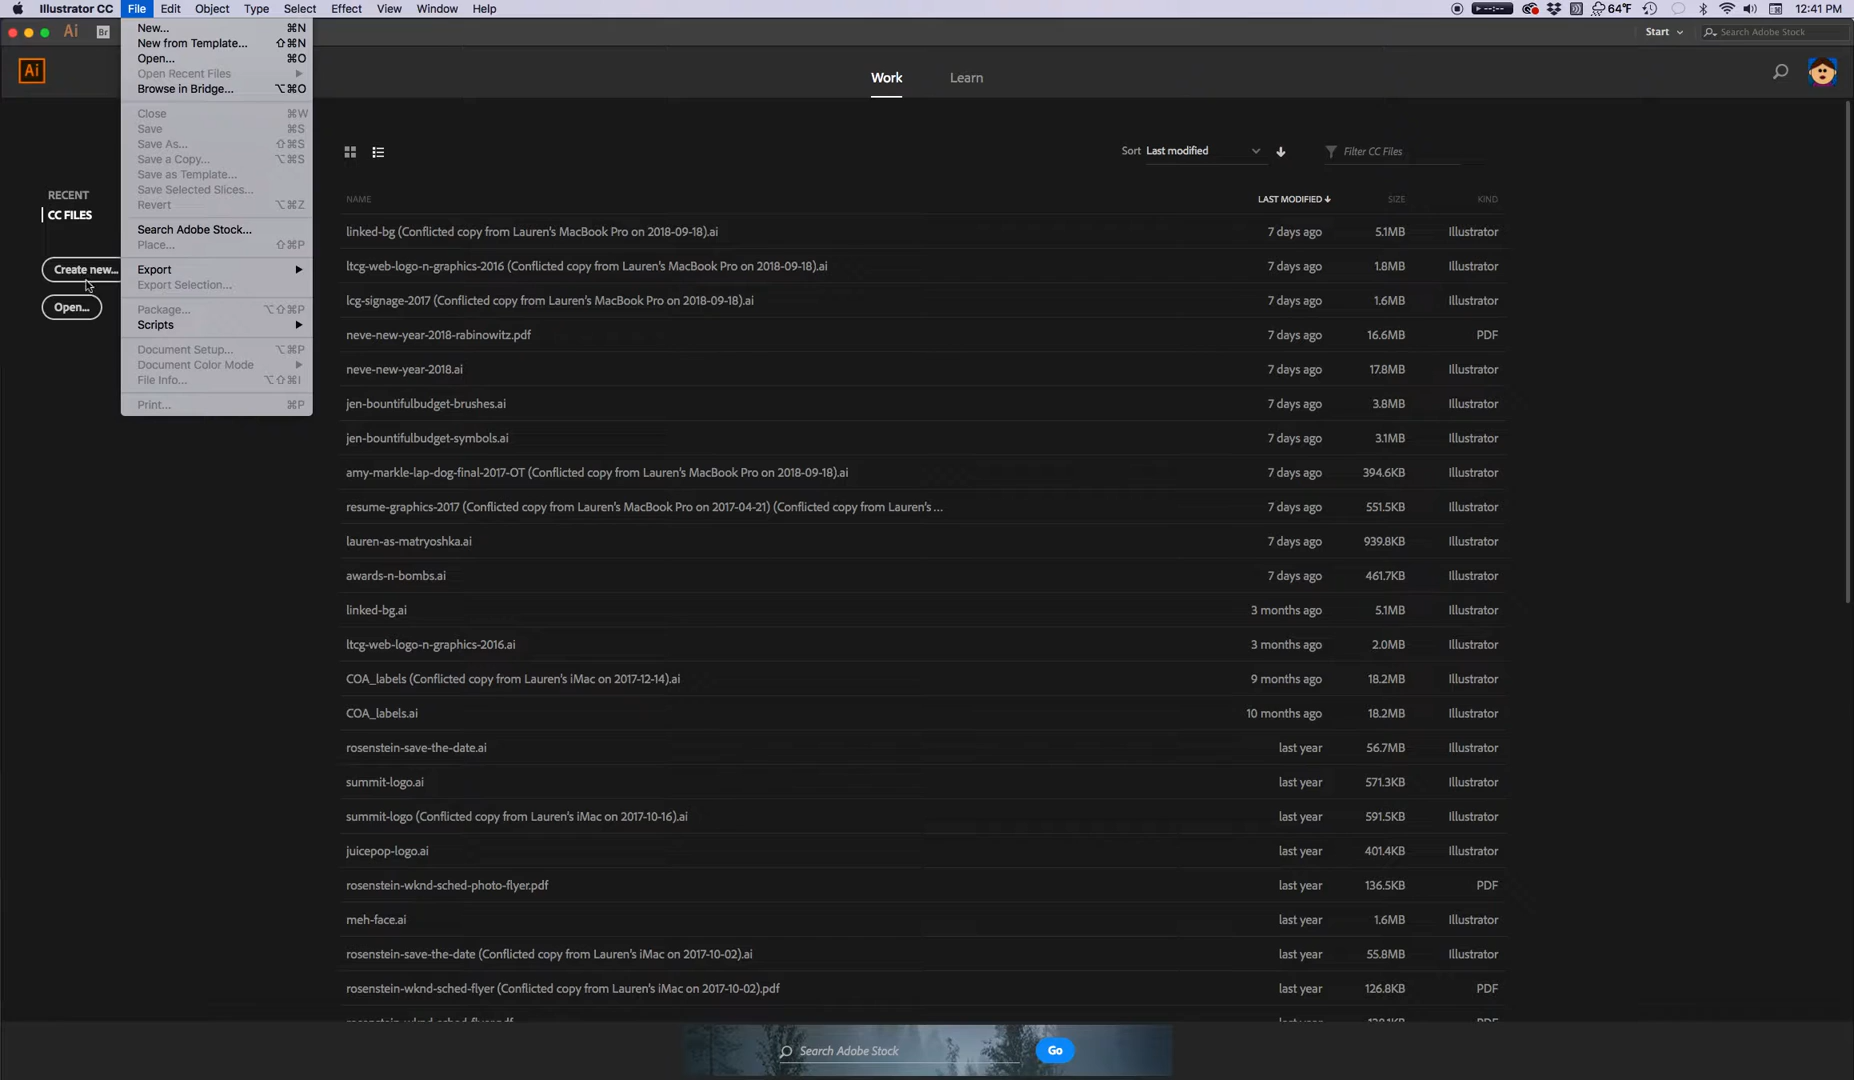 Illustrator CC File Edit Object Type Select Effect View Window Help --:-- 64°F 12:41 PM
Ai Br Start Search Adobe Stock
Ai Work Learn
New... ⌘N
New from Template... ⇧⌘N
Open... ⌘O
Open Recent Files
Browse in Bridge... ⌥⌘O
Close ⌘W
Save ⌘S
Save As... ⇧⌘S
Save a Copy... ⌥⌘S
Save as Template...
Save Selected Slices...
Revert ⌥⌘Z
Search Adobe Stock...
Place... ⇧⌘P
Export
Export Selection...
Package... ⌥⇧⌘P
Scripts
Document Setup... ⌥⌘P
Document Color Mode
File Info... ⌥⇧⌘I
Print... ⌘P
RECENT
CC FILES
Create new...
Open...
Sort Last modified Filter CC Files
NAME LAST MODIFIED SIZE KIND
linked-bg (Conflicted copy from Lauren's MacBook Pro on 2018-09-18).ai 7 days ago 5.1MB Illustrator
ltcg-web-logo-n-graphics-2016 (Conflicted copy from Lauren's MacBook Pro on 2018-09-18).ai 7 days ago 1.8MB Illustrator
lcg-signage-2017 (Conflicted copy from Lauren's MacBook Pro on 2018-09-18).ai 7 days ago 1.6MB Illustrator
neve-new-year-2018-rabinowitz.pdf 7 days ago 16.6MB PDF
neve-new-year-2018.ai 7 days ago 17.8MB Illustrator
jen-bountifulbudget-brushes.ai 7 days ago 3.8MB Illustrator
jen-bountifulbudget-symbols.ai 7 days ago 3.1MB Illustrator
amy-markle-lap-dog-final-2017-OT (Conflicted copy from Lauren's MacBook Pro on 2018-09-18).ai 7 days ago 394.6KB Illustrator
resume-graphics-2017 (Conflicted copy from Lauren's MacBook Pro on 2017-04-21) (Conflicted copy from Lauren's ... 7 days ago 551.5KB Illustrator
lauren-as-matryoshka.ai 7 days ago 939.8KB Illustrator
awards-n-bombs.ai 7 days ago 461.7KB Illustrator
linked-bg.ai 3 months ago 5.1MB Illustrator
ltcg-web-logo-n-graphics-2016.ai 3 months ago 2.0MB Illustrator
COA_labels (Conflicted copy from Lauren's iMac on 2017-12-14).ai 9 months ago 18.2MB Illustrator
COA_labels.ai 10 months ago 18.2MB Illustrator
rosenstein-save-the-date.ai last year 56.7MB Illustrator
summit-logo.ai last year 571.3KB Illustrator
summit-logo (Conflicted copy from Lauren's iMac on 2017-10-16).ai last year 591.5KB Illustrator
juicepop-logo.ai last year 401.4KB Illustrator
rosenstein-wknd-sched-photo-flyer.pdf last year 136.5KB PDF
meh-face.ai last year 1.6MB Illustrator
rosenstein-save-the-date (Conflicted copy from Lauren's iMac on 2017-10-02).ai last year 55.8MB Illustrator
rosenstein-wknd-sched-flyer (Conflicted copy from Lauren's iMac on 2017-10-02).pdf last year 126.8KB PDF
Search Adobe Stock Go